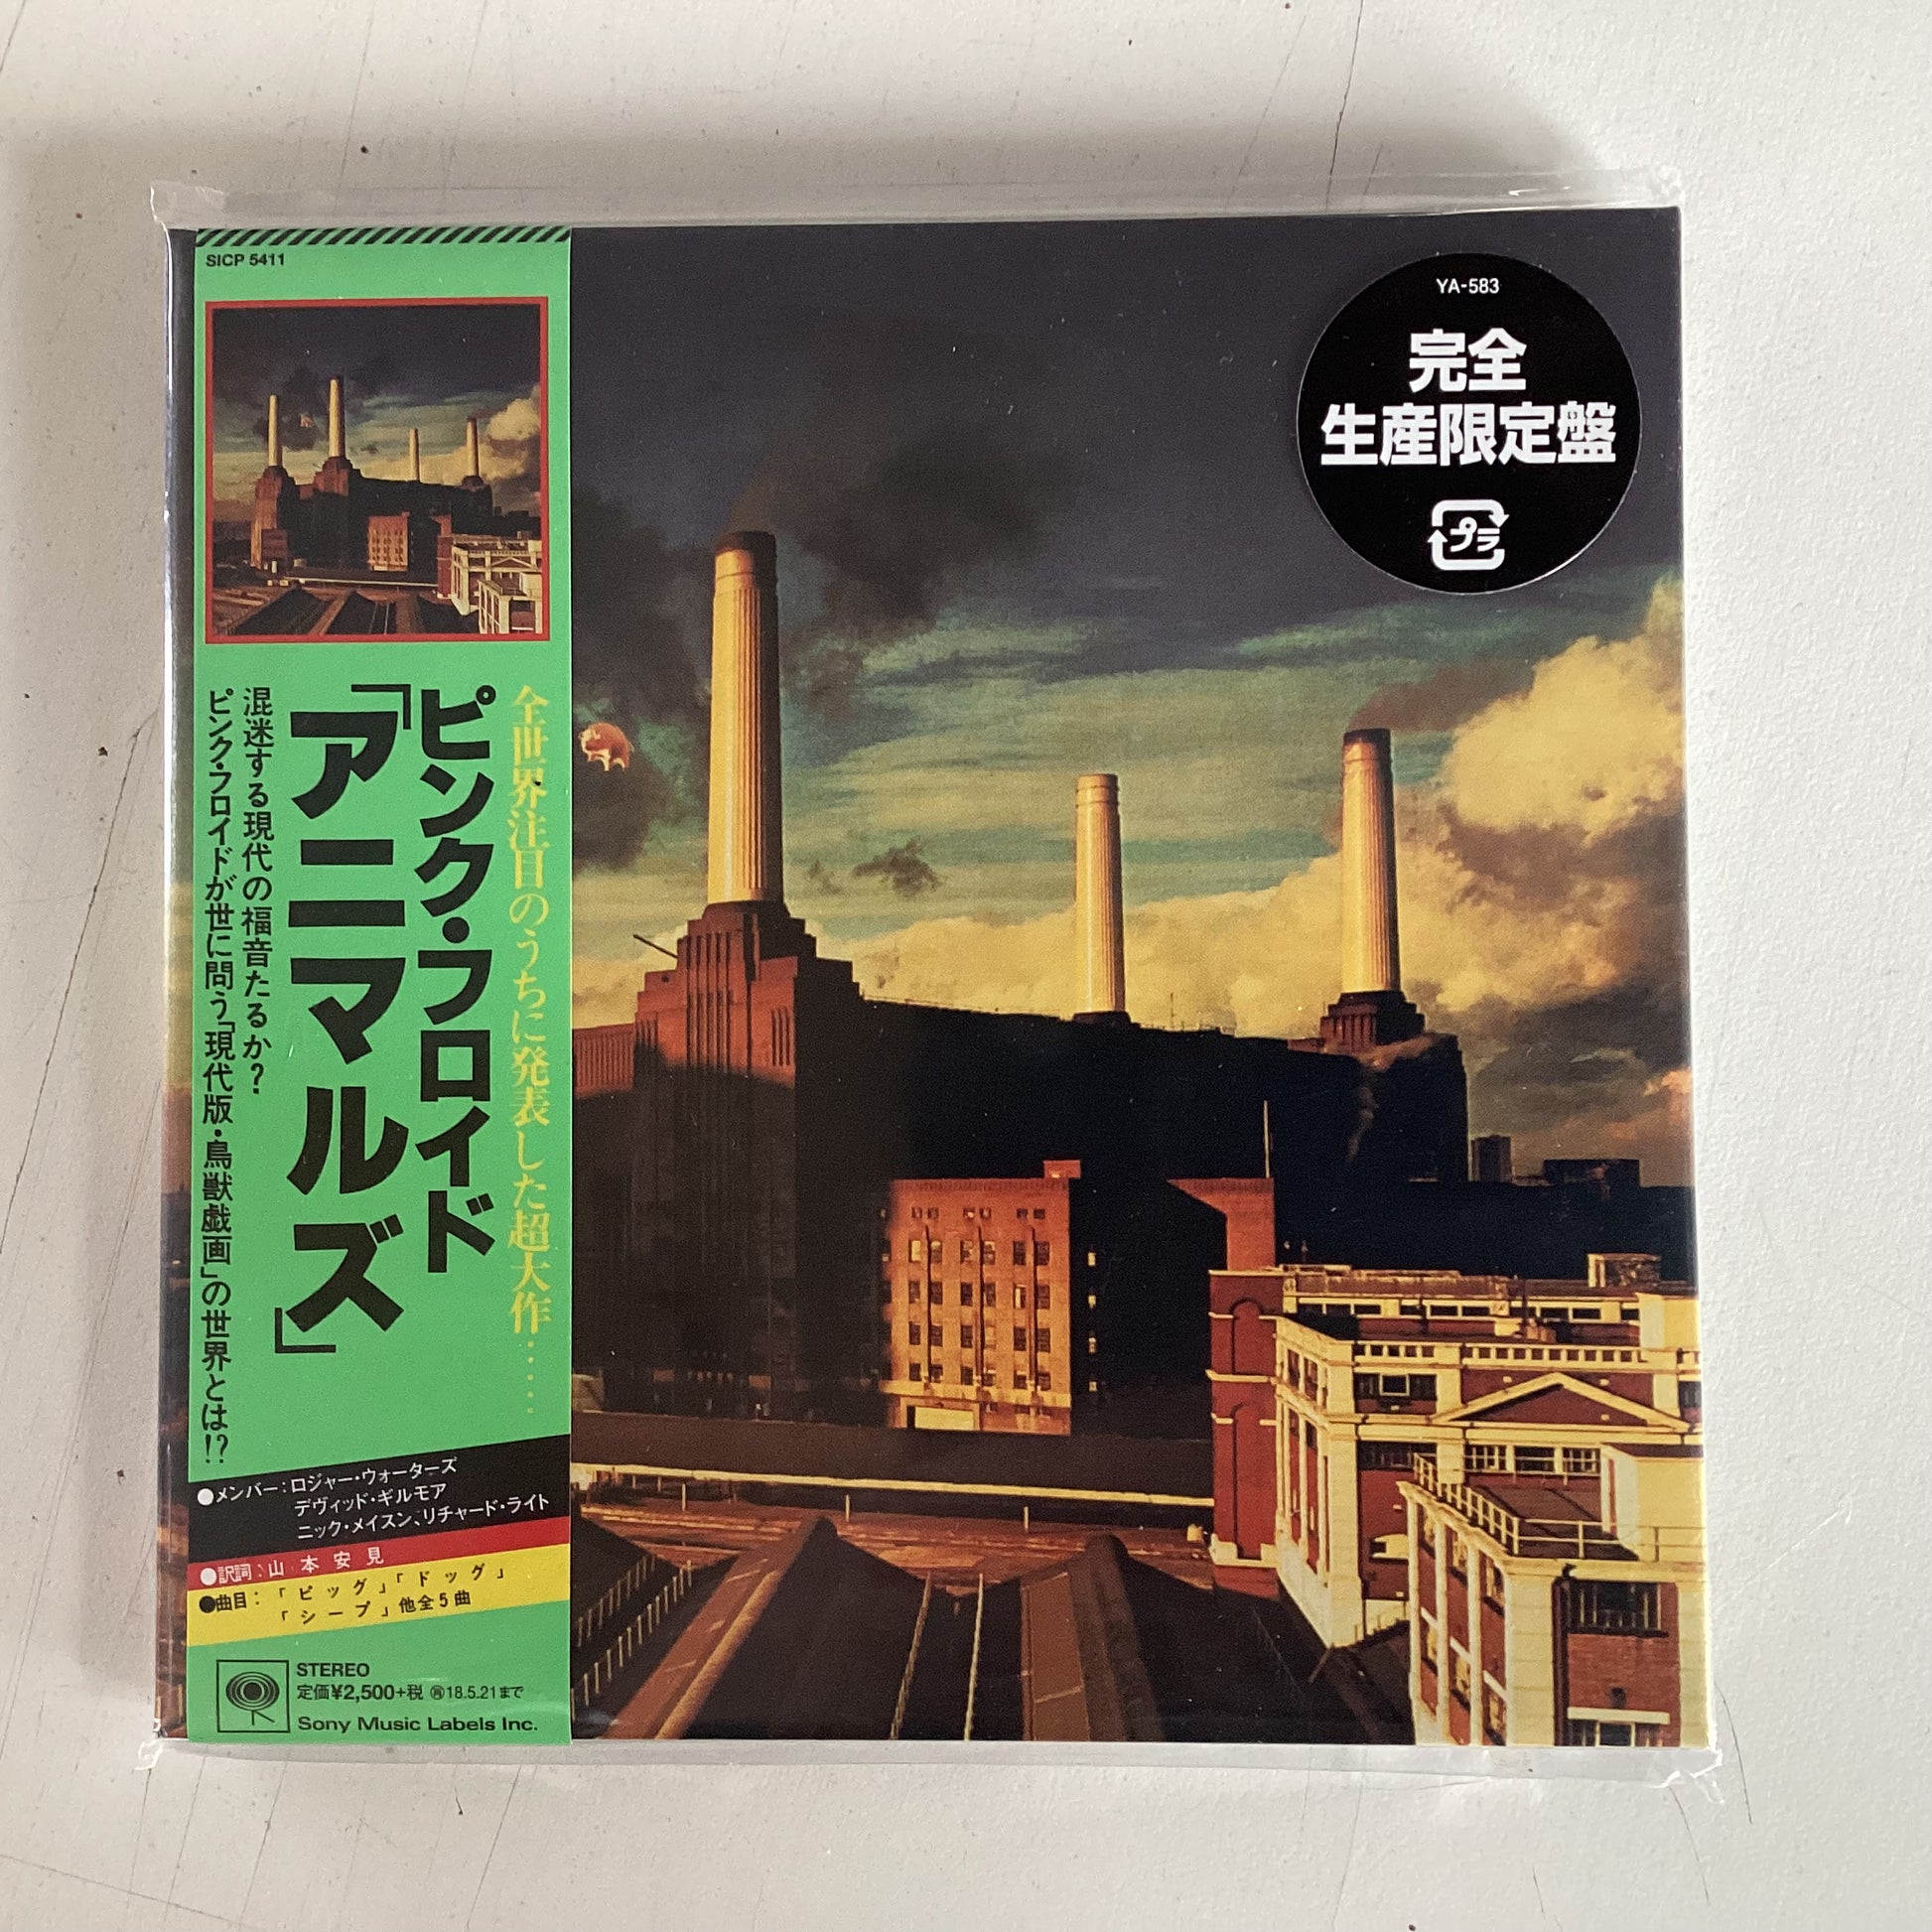 SICP 5411
全世界注目のうちに発表した超大作……
ピンク・フロイド
「アニマルズ」
混迷する現代の福音たるか?
ピンク・フロイドが世に問う「現代版・鳥獣戯画」の世界とは!?
●メンバー:ロジャー・ウォーターズ
デヴィッド・ギルモア
ニック・メイスン、リチャード・ライト
●訳詞:山本安見
●曲目:「ピッグ」「ドッグ」
「シープ」他全5曲
STEREO
定価¥2,500+税 ㋐18.5.21まで
Sony Music Labels Inc.
YA-583
完全
生産限定盤
プラ